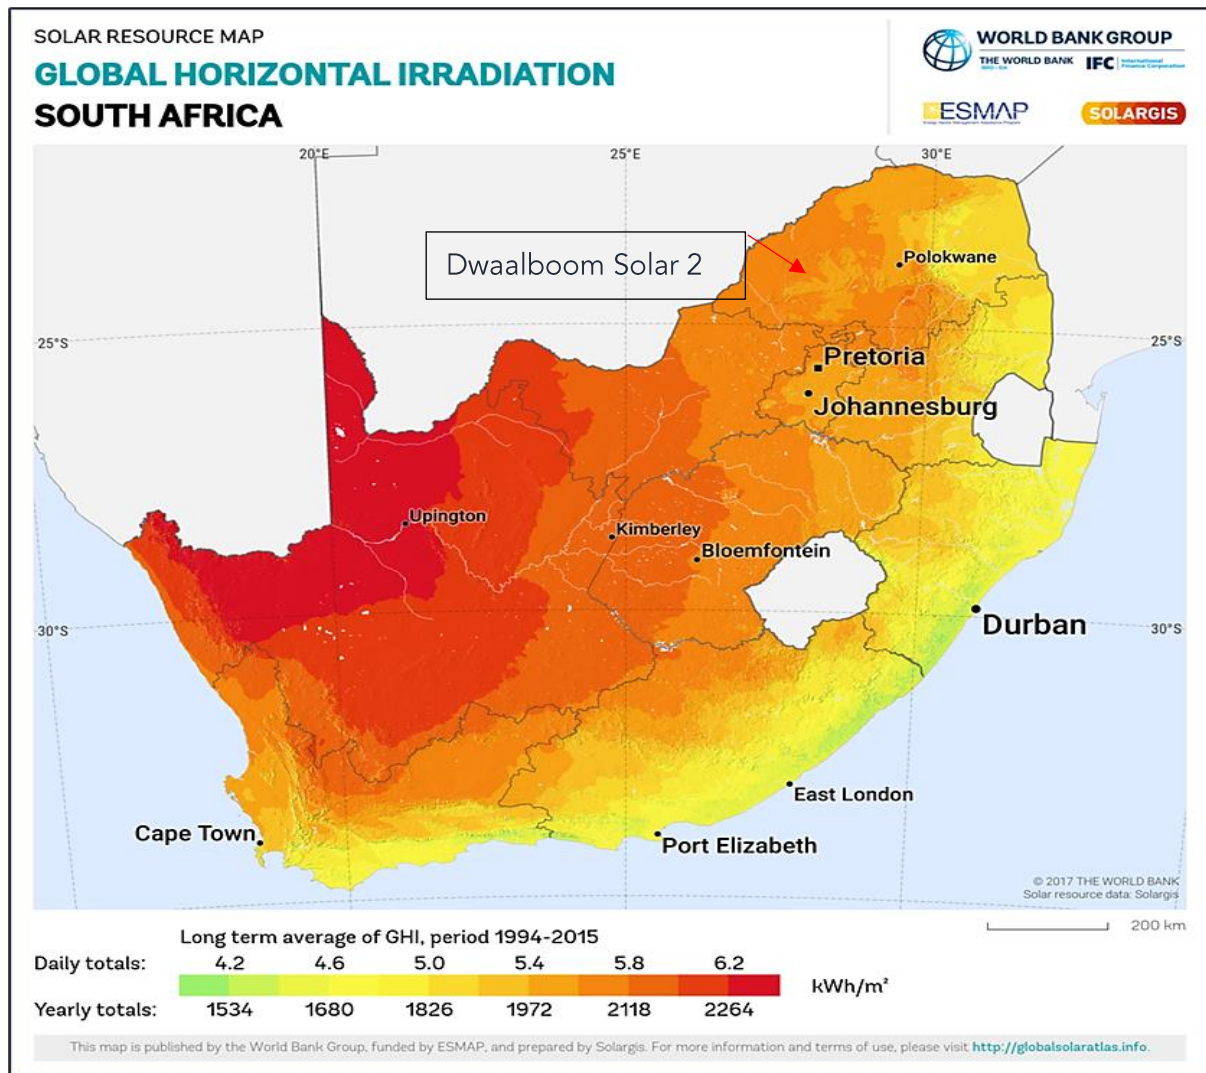 SOLAR RESOURCE MAP
GLOBAL HORIZONTAL IRRADIATION
SOUTH AFRICA
WORLD BANK GROUP
THE WORLD BANK
IFC
International
Finance Corporation
ESMAP
SOLARGIS
20°E
25°E
30°E
Dwaalboom Solar 2
Polokwane
25°S
25°S
Pretoria
Johannesburg
Upington
Kimberley
Bloemfontein
30°S
Durban
30°S
East London
Cape Town
Port Elizabeth
© 2017 THE WORLD BANK
Solar resource data: Solargis
200 km
Long term average of GHI, period 1994-2015
Daily totals: 4.2 4.6 5.0 5.4 5.8 6.2
kWh/m²
Yearly totals: 1534 1680 1826 1972 2118 2264
This map is published by the World Bank Group, funded by ESMAP, and prepared by Solargis. For more information and terms of use, please visit http://globalsolaratlas.info.